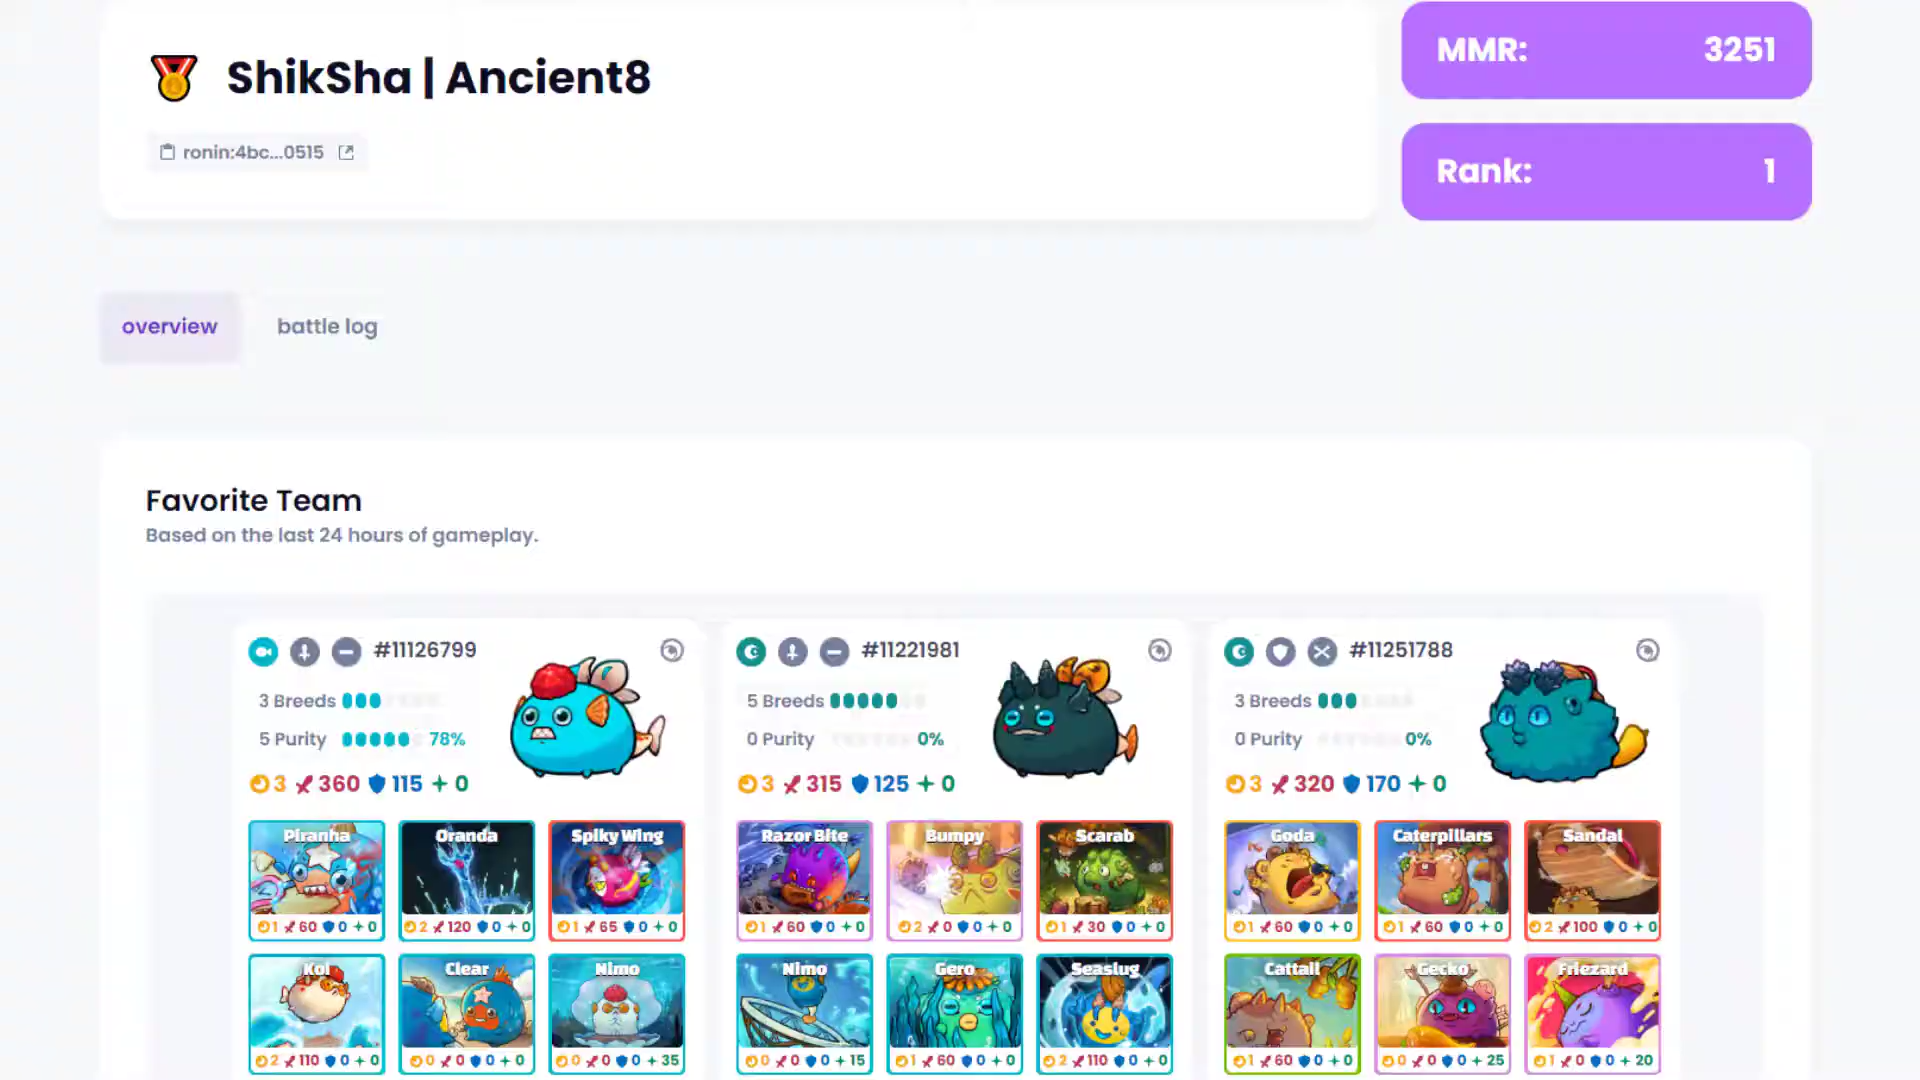 ShikSha | Ancient8
MMR: 3251
ronin:4bc...0515
Rank: 1
overview battle log
Favorite Team
Based on the last 24 hours of gameplay.
#11126799
3 Breeds
5 Purity 78%
3 360 115 0
Piranha Oranda Spiky Wing
1 60 0 0 2 120 0 0 1 65 0 0
Koi Clear Nimo
2 110 0 0 0 0 0 0 0 0 0 35
#11221981
5 Breeds
0 Purity 0%
3 315 125 0
Razor Bite Bumpy Scarab
1 60 0 0 2 0 0 0 1 30 0 0
Nimo Gero Seaslug
0 0 0 15 1 60 0 0 2 110 0 0
#11251788
3 Breeds
0 Purity 0%
3 320 170 0
Goda Caterpillars Sandal
1 60 0 0 1 60 0 0 2 100 0 0
Cattail Gecko Friezard
1 60 0 0 0 0 0 25 1 0 0 20